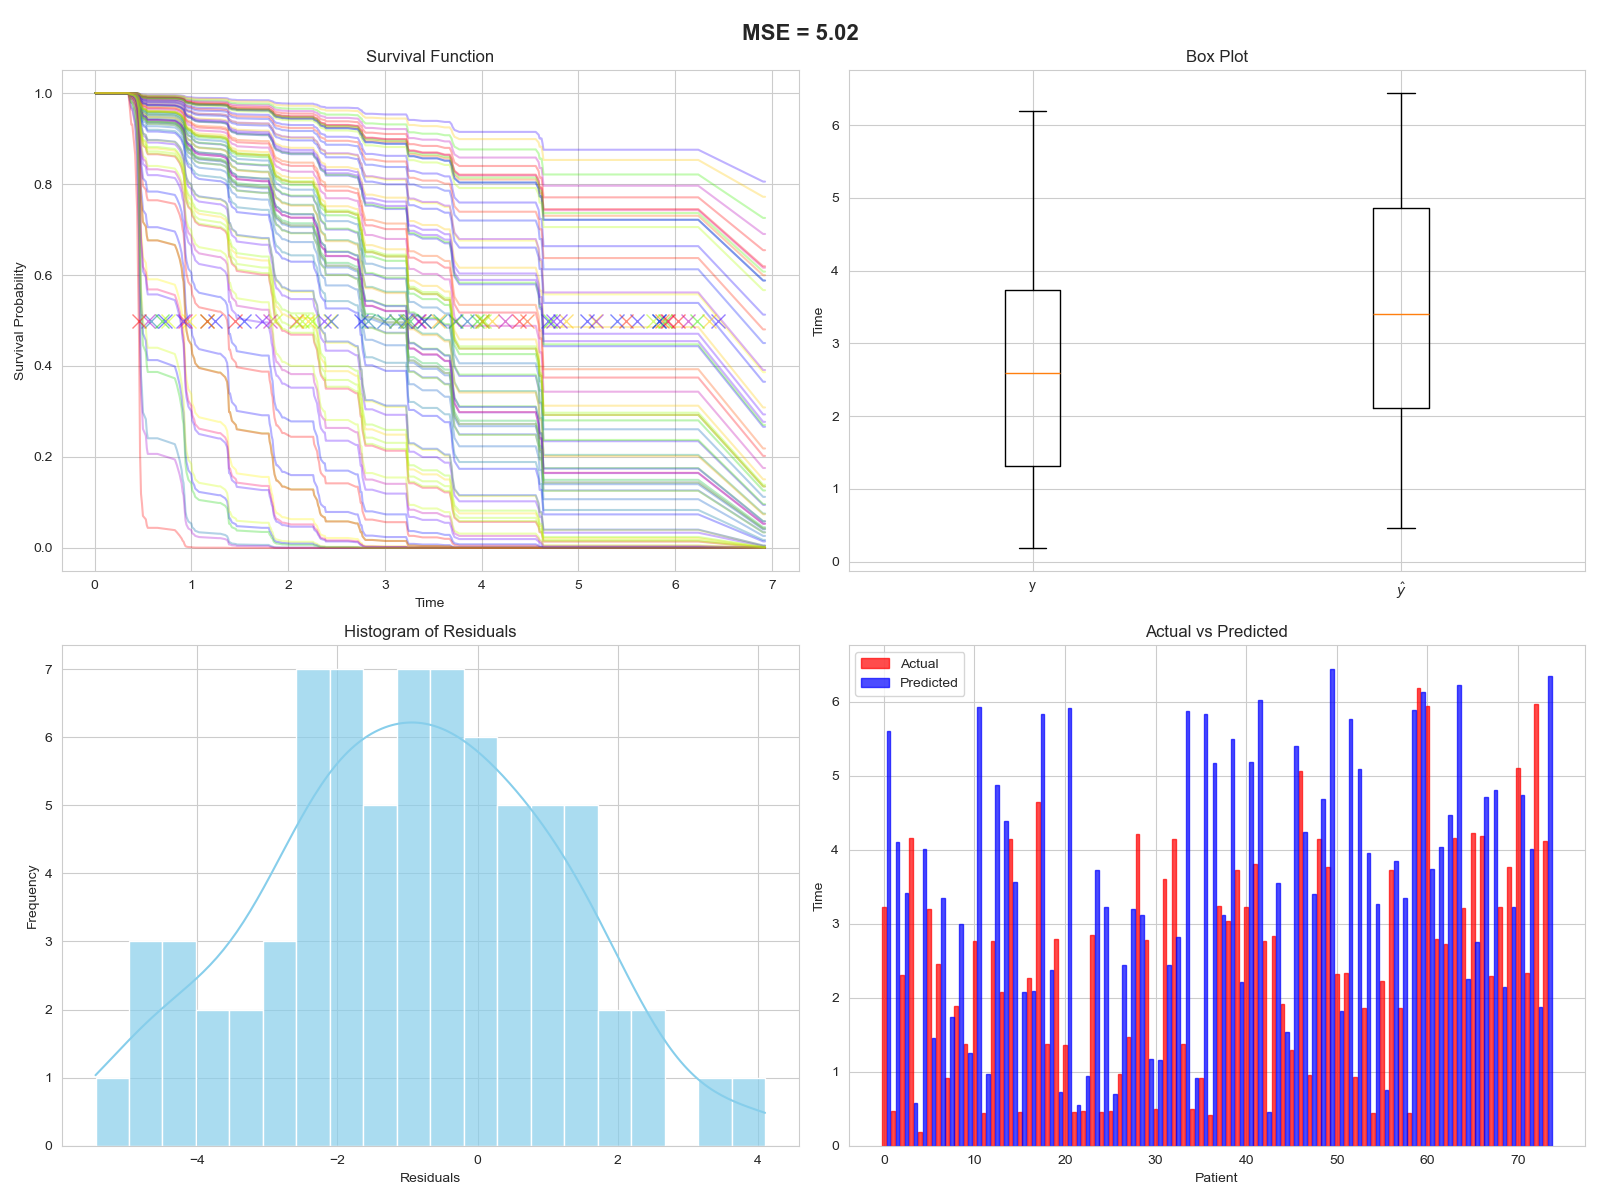 MSE = 5.02
Survival Function
Survival Probability
1.0
0.8
0.6
0.4
0.2
0.0
0 1 2 3 4 5 6 7
Time
Box Plot
Time
6
5
4
3
2
1
0
y ŷ
Histogram of Residuals
Frequency
7
6
5
4
3
2
1
0
−4 −2 0 2 4
Residuals
Actual vs Predicted
Actual
Predicted
Time
6
5
4
3
2
1
0
0 10 20 30 40 50 60 70
Patient